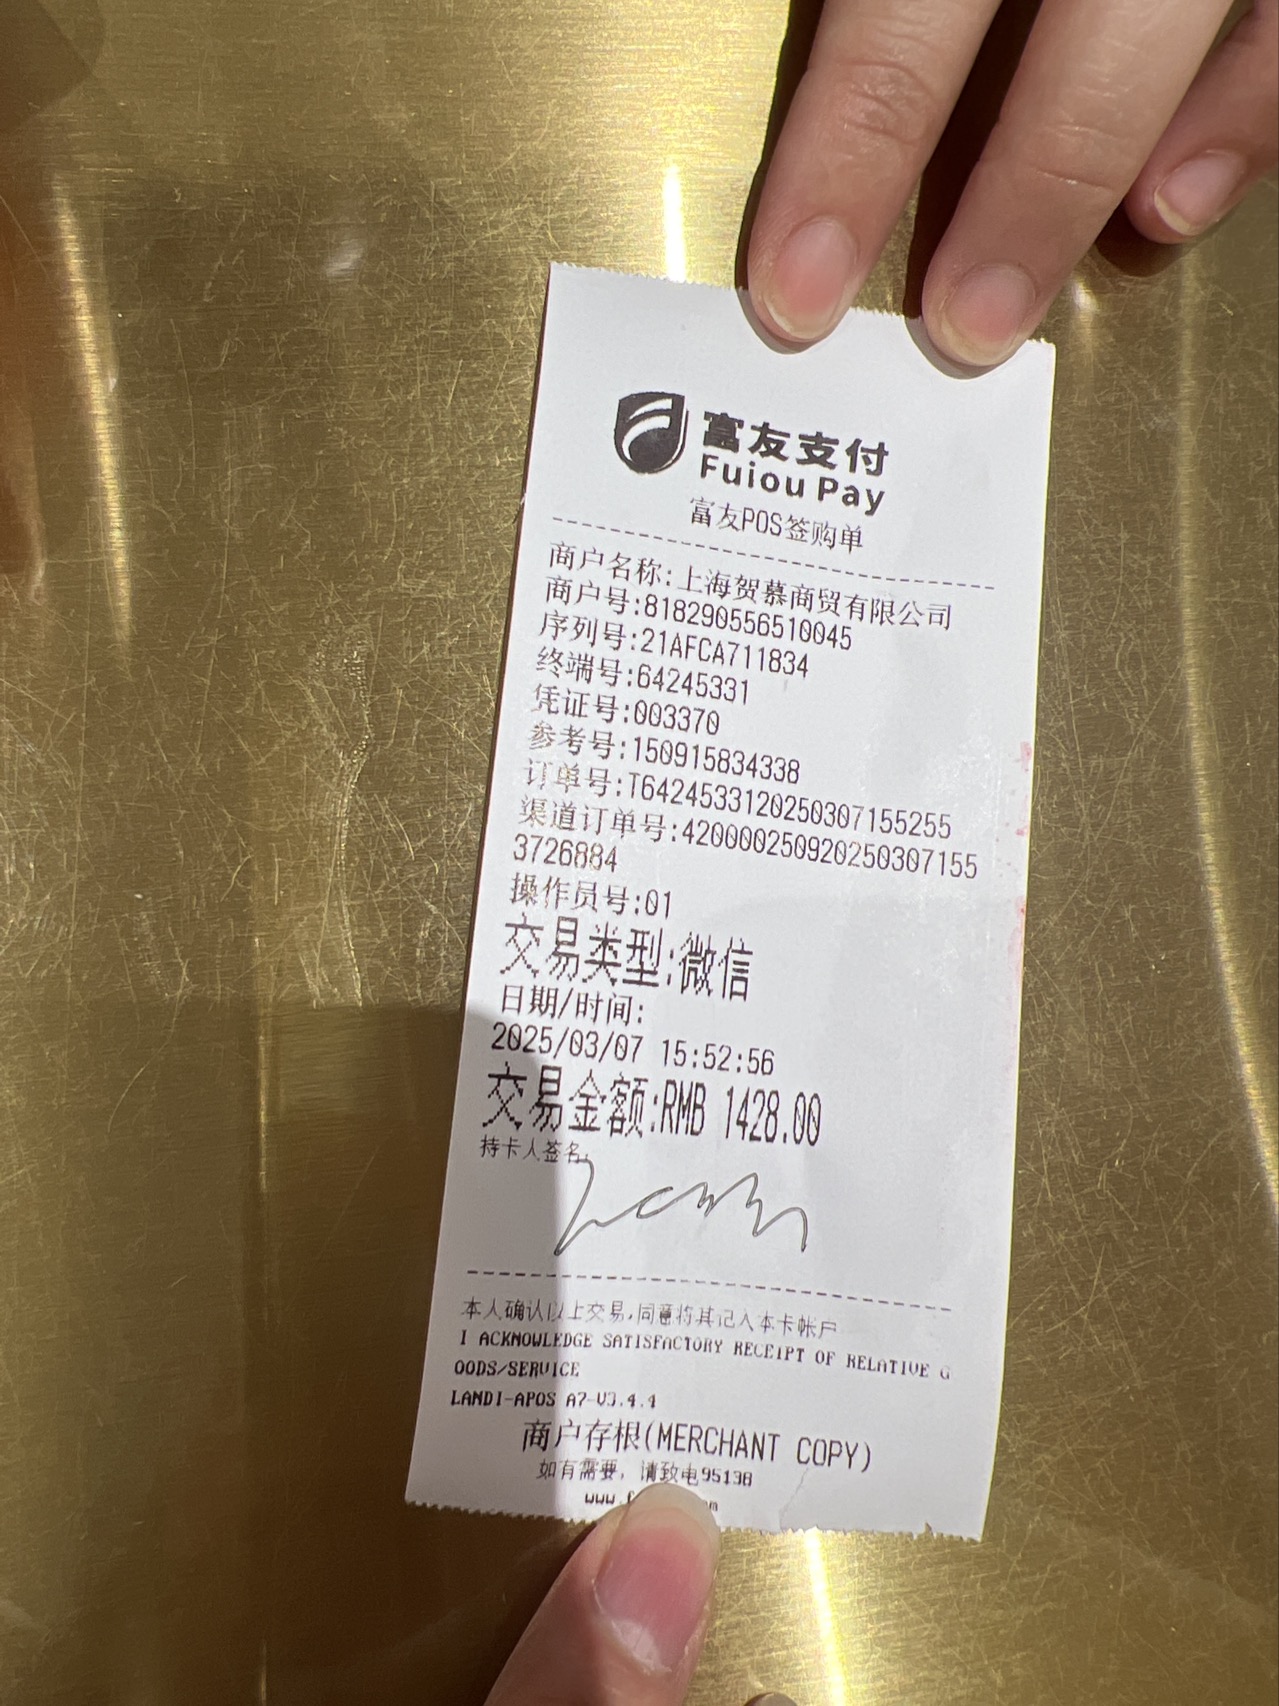 富友支付
Fuiou Pay
富友POS签购单
商户名称:上海贺慕商贸有限公司
商户号:818290556510045
序列号:21AFCA711834
终端号:64245331
凭证号:003370
参考号:150915834338
订单号:T6424533120250307155255
渠道订单号:420000250920250307155
3726884
操作员号:01
交易类型:微信
日期/时间:
2025/03/07 15:52:56
交易金额:RMB 1428.00
持卡人签名:
本人确认以上交易,同意将其记入本卡帐户
I ACKNOWLEDGE SATISFACTORY RECEIPT OF RELATIVE G
OODS/SERVICE
LANDI-APOS A7-V3.4.4
商户存根(MERCHANT COPY)
如有需要, 请致电95138
www.